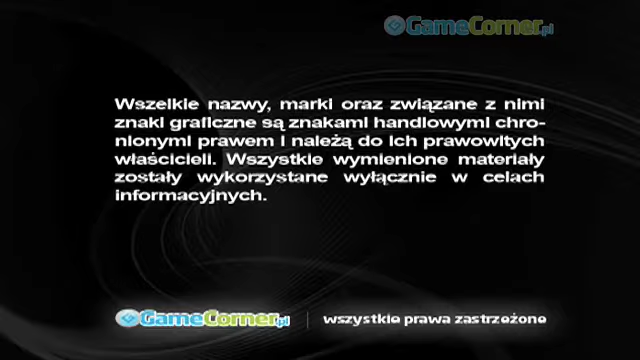 GameCorner.pl
Wszelkie nazwy, marki oraz związane z nimi
znaki graficzne są znakami handlowymi chro-
nionymi prawem i należą do ich prawowitych
właścicieli. Wszystkie wymienione materiały
zostały wykorzystane wyłącznie w celach
informacyjnych.
GameCorner.pl | wszystkie prawa zastrzeżone